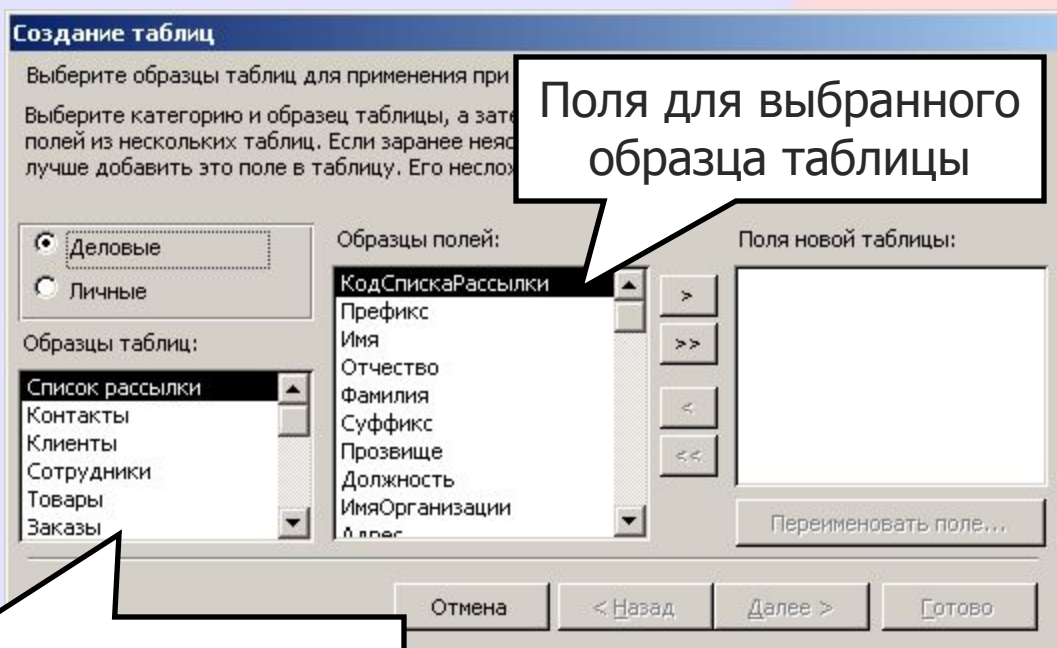 Создание таблиц
Выберите образцы таблиц для применения при
Выберите категорию и образец таблицы, а зате
полей из нескольких таблиц. Если заранее неяс
лучше добавить это поле в таблицу. Его неслож
Поля для выбранного
образца таблицы
Деловые
Личные
Образцы таблиц:
Список рассылки
Контакты
Клиенты
Сотрудники
Товары
Заказы
Образцы полей:
КодСпискаРассылки
Префикс
Имя
Отчество
Фамилия
Суффикс
Прозвище
Должность
ИмяОрганизации
Адрес
>
>>
<
<<
Поля новой таблицы:
Переименовать поле...
Отмена
< Назад
Далее >
Готово